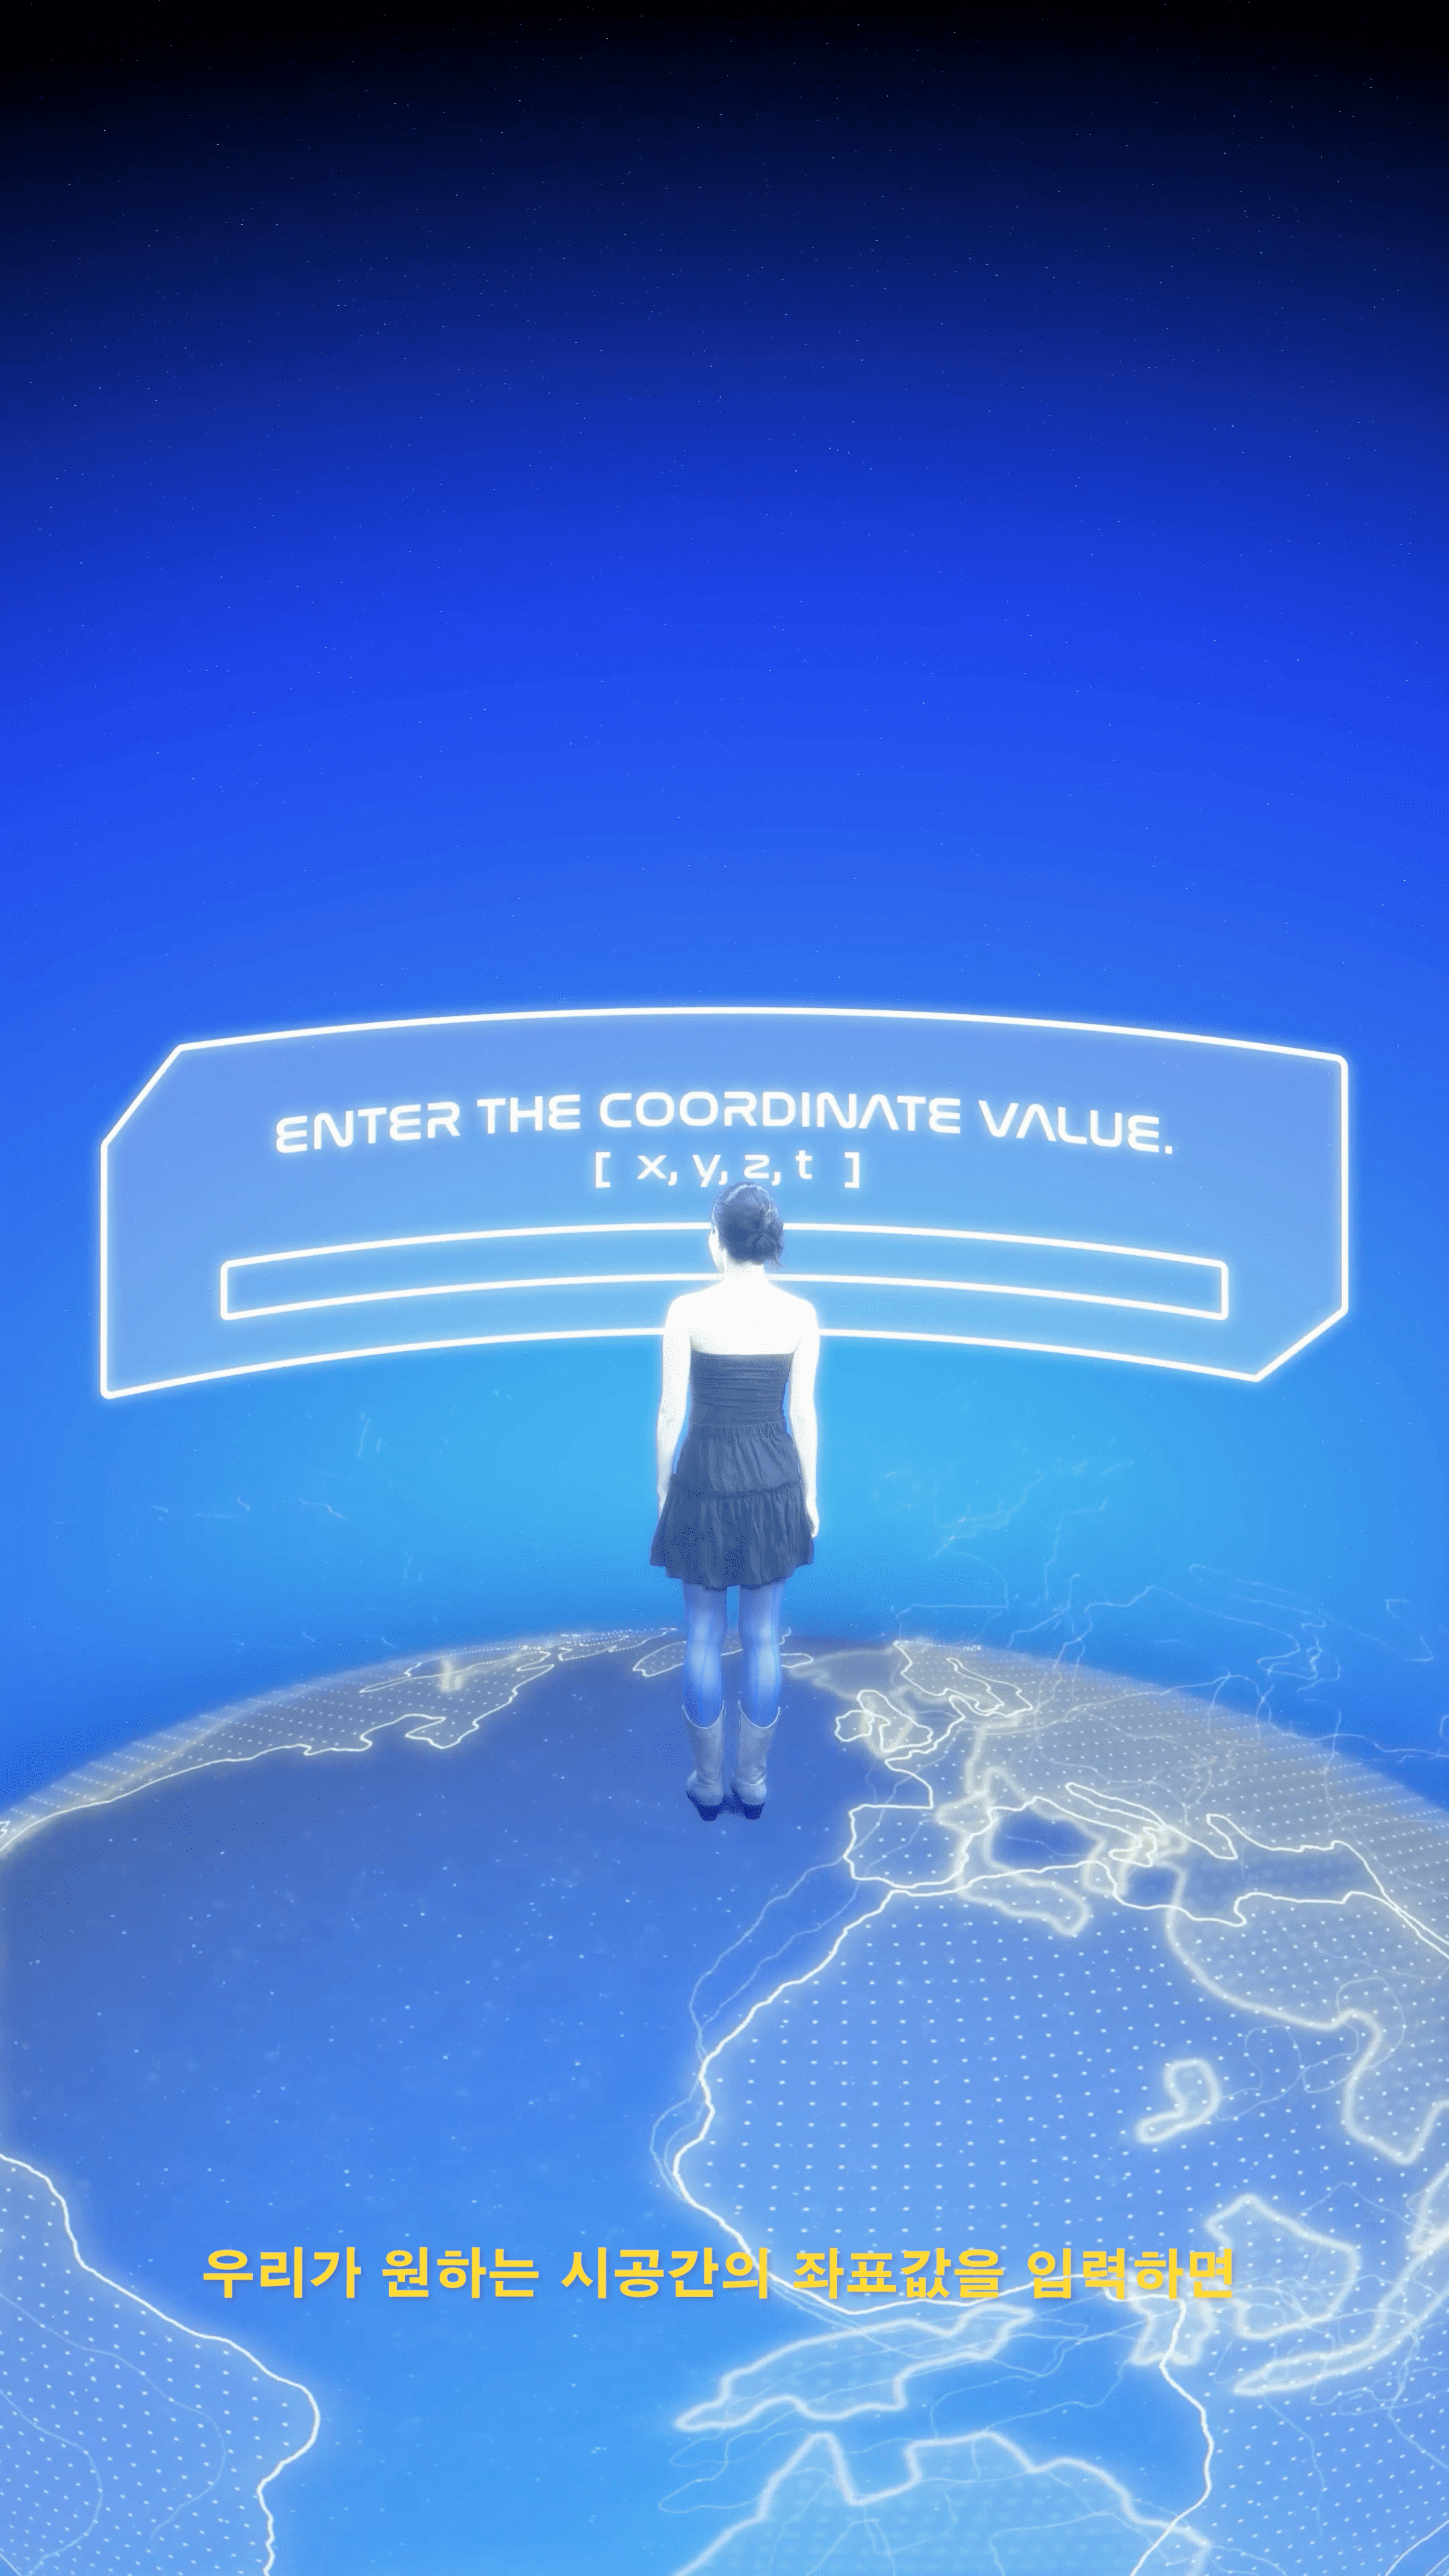 ENTER THE COORDINATE VALUE.
[ x, y, z, t ]
우리가 원하는 시공간의 좌표값을 입력하면